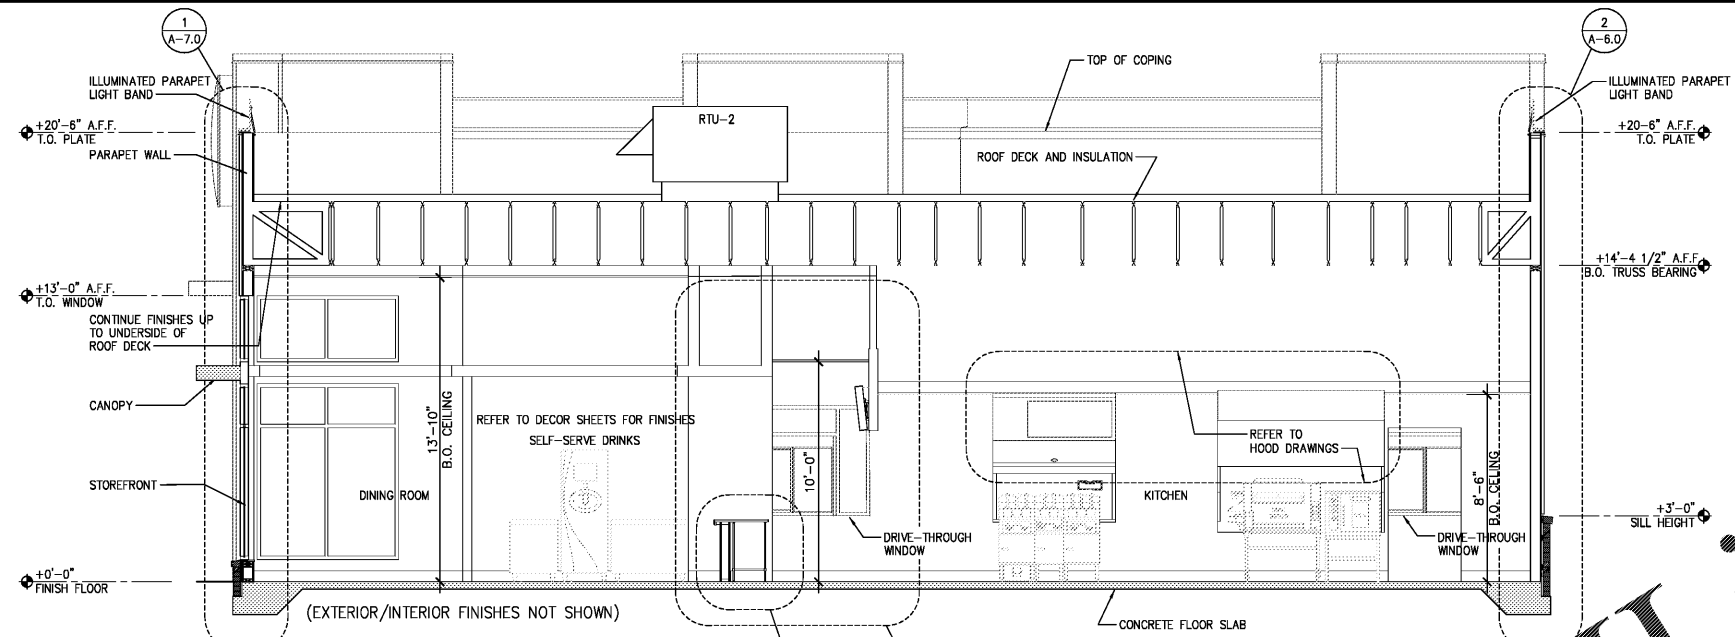 1
A-7.0
2
A-6.0
TOP OF COPING
ILLUMINATED PARAPET
LIGHT BAND
ILLUMINATED PARAPET
LIGHT BAND
RTU-2
+20'-6" A.F.F.
T.O. PLATE
+20-6" A.F.F.
T.O. PLATE
PARAPET WALL
ROOF DECK AND INSULATION
+14'-4 1/2" A.F.F
B.O. TRUSS BEARING
+13'-0" A.F.F.
T.O. WINDOW
CONTINUE FINISHES UP
TO UNDERSIDE OF
ROOF DECK
CANOPY
13'-10"
B.O. CEILING
REFER TO DECOR SHEETS FOR FINISHES
SELF-SERVE DRINKS
REFER TO
HOOD DRAWINGS
10'-0"
8'-6"
B.O. CEILING
STOREFRONT
DINING ROOM
KITCHEN
+3'-0"
SILL HEIGHT
DRIVE-THROUGH
WINDOW
DRIVE-THROUGH
WINDOW
+0'-0"
FINISH FLOOR
(EXTERIOR/INTERIOR FINISHES NOT SHOWN)
CONCRETE FLOOR SLAB